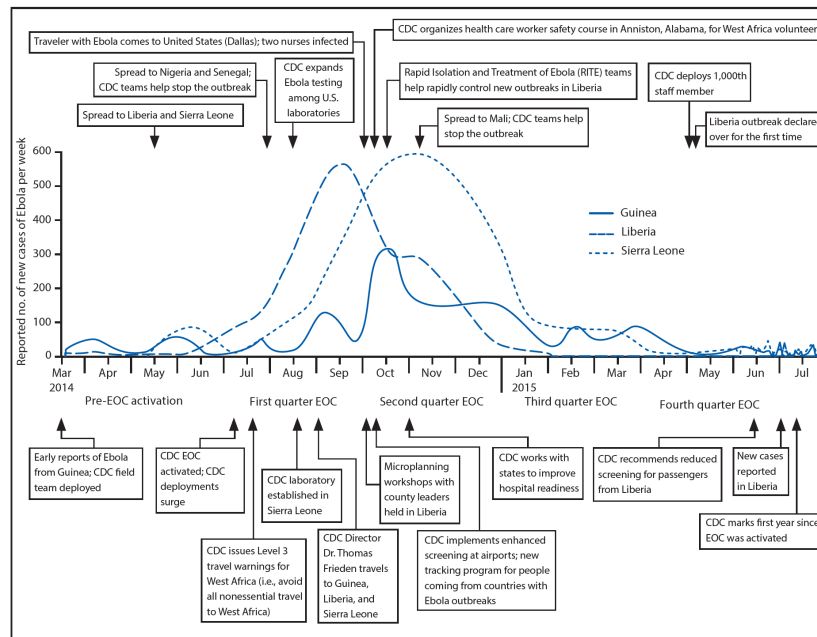 CDC organizes health care worker safety course in Anniston, Alabama, for West Africa volunteer
Traveler with Ebola comes to United States (Dallas); two nurses infected
Spread to Nigeria and Senegal;
CDC teams help stop the outbreak
CDC expands
Ebola testing
among U.S.
laboratories
Rapid Isolation and Treatment of Ebola (RITE) teams
help rapidly control new outbreaks in Liberia
CDC deploys 1,000th
staff member
Spread to Liberia and Sierra Leone
Spread to Mali; CDC teams help
stop the outbreak
Liberia outbreak declared
over for the first time
Reported no. of new cases of Ebola per week
600
500
400
300
200
100
0
Guinea
Liberia
Sierra Leone
Mar
Apr
May
Jun
Jul
Aug
Sep
Oct
Nov
Dec
Jan
Feb
Mar
Apr
May
Jun
Jul
2014
2015
Pre-EOC activation
First quarter EOC
Second quarter EOC
Third quarter EOC
Fourth quarter EOC
Early reports of Ebola
from Guinea; CDC field
team deployed
CDC EOC
activated; CDC
deployments
surge
CDC issues Level 3
travel warnings for
West Africa (i.e., avoid
all nonessential travel
to West Africa)
CDC laboratory
established in
Sierra Leone
CDC Director
Dr. Thomas
Frieden travels
to Guinea,
Liberia, and
Sierra Leone
Microplanning
workshops with
county leaders
held in Liberia
CDC implements enhanced
screening at airports; new
tracking program for people
coming from countries with
Ebola outbreaks
CDC works with
states to improve
hospital readiness
CDC recommends reduced
screening for passengers
from Liberia
New cases
reported
in Liberia
CDC marks first year since
EOC was activated